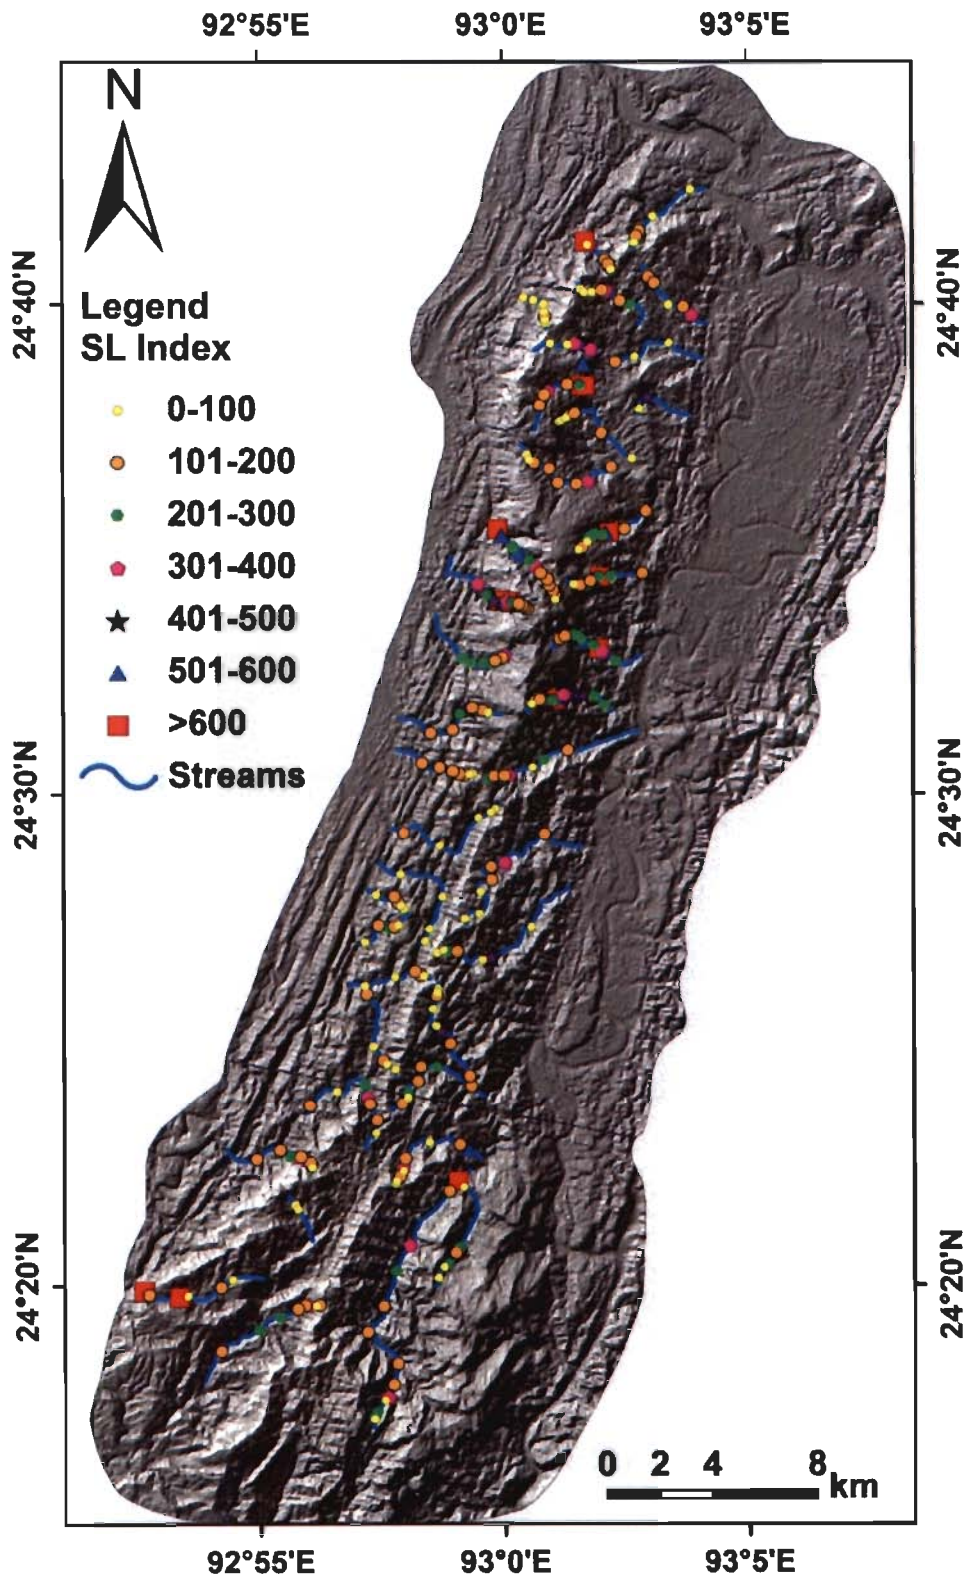 92°55'E 93°0'E 93°5'E
N
24°40'N 24°40'N
Legend
SL Index
0-100
101-200
201-300
301-400
401-500
501-600
>600
Streams
24°30'N 24°30'N
24°20'N 24°20'N
0 2 4 8 km
92°55'E 93°0'E 93°5'E